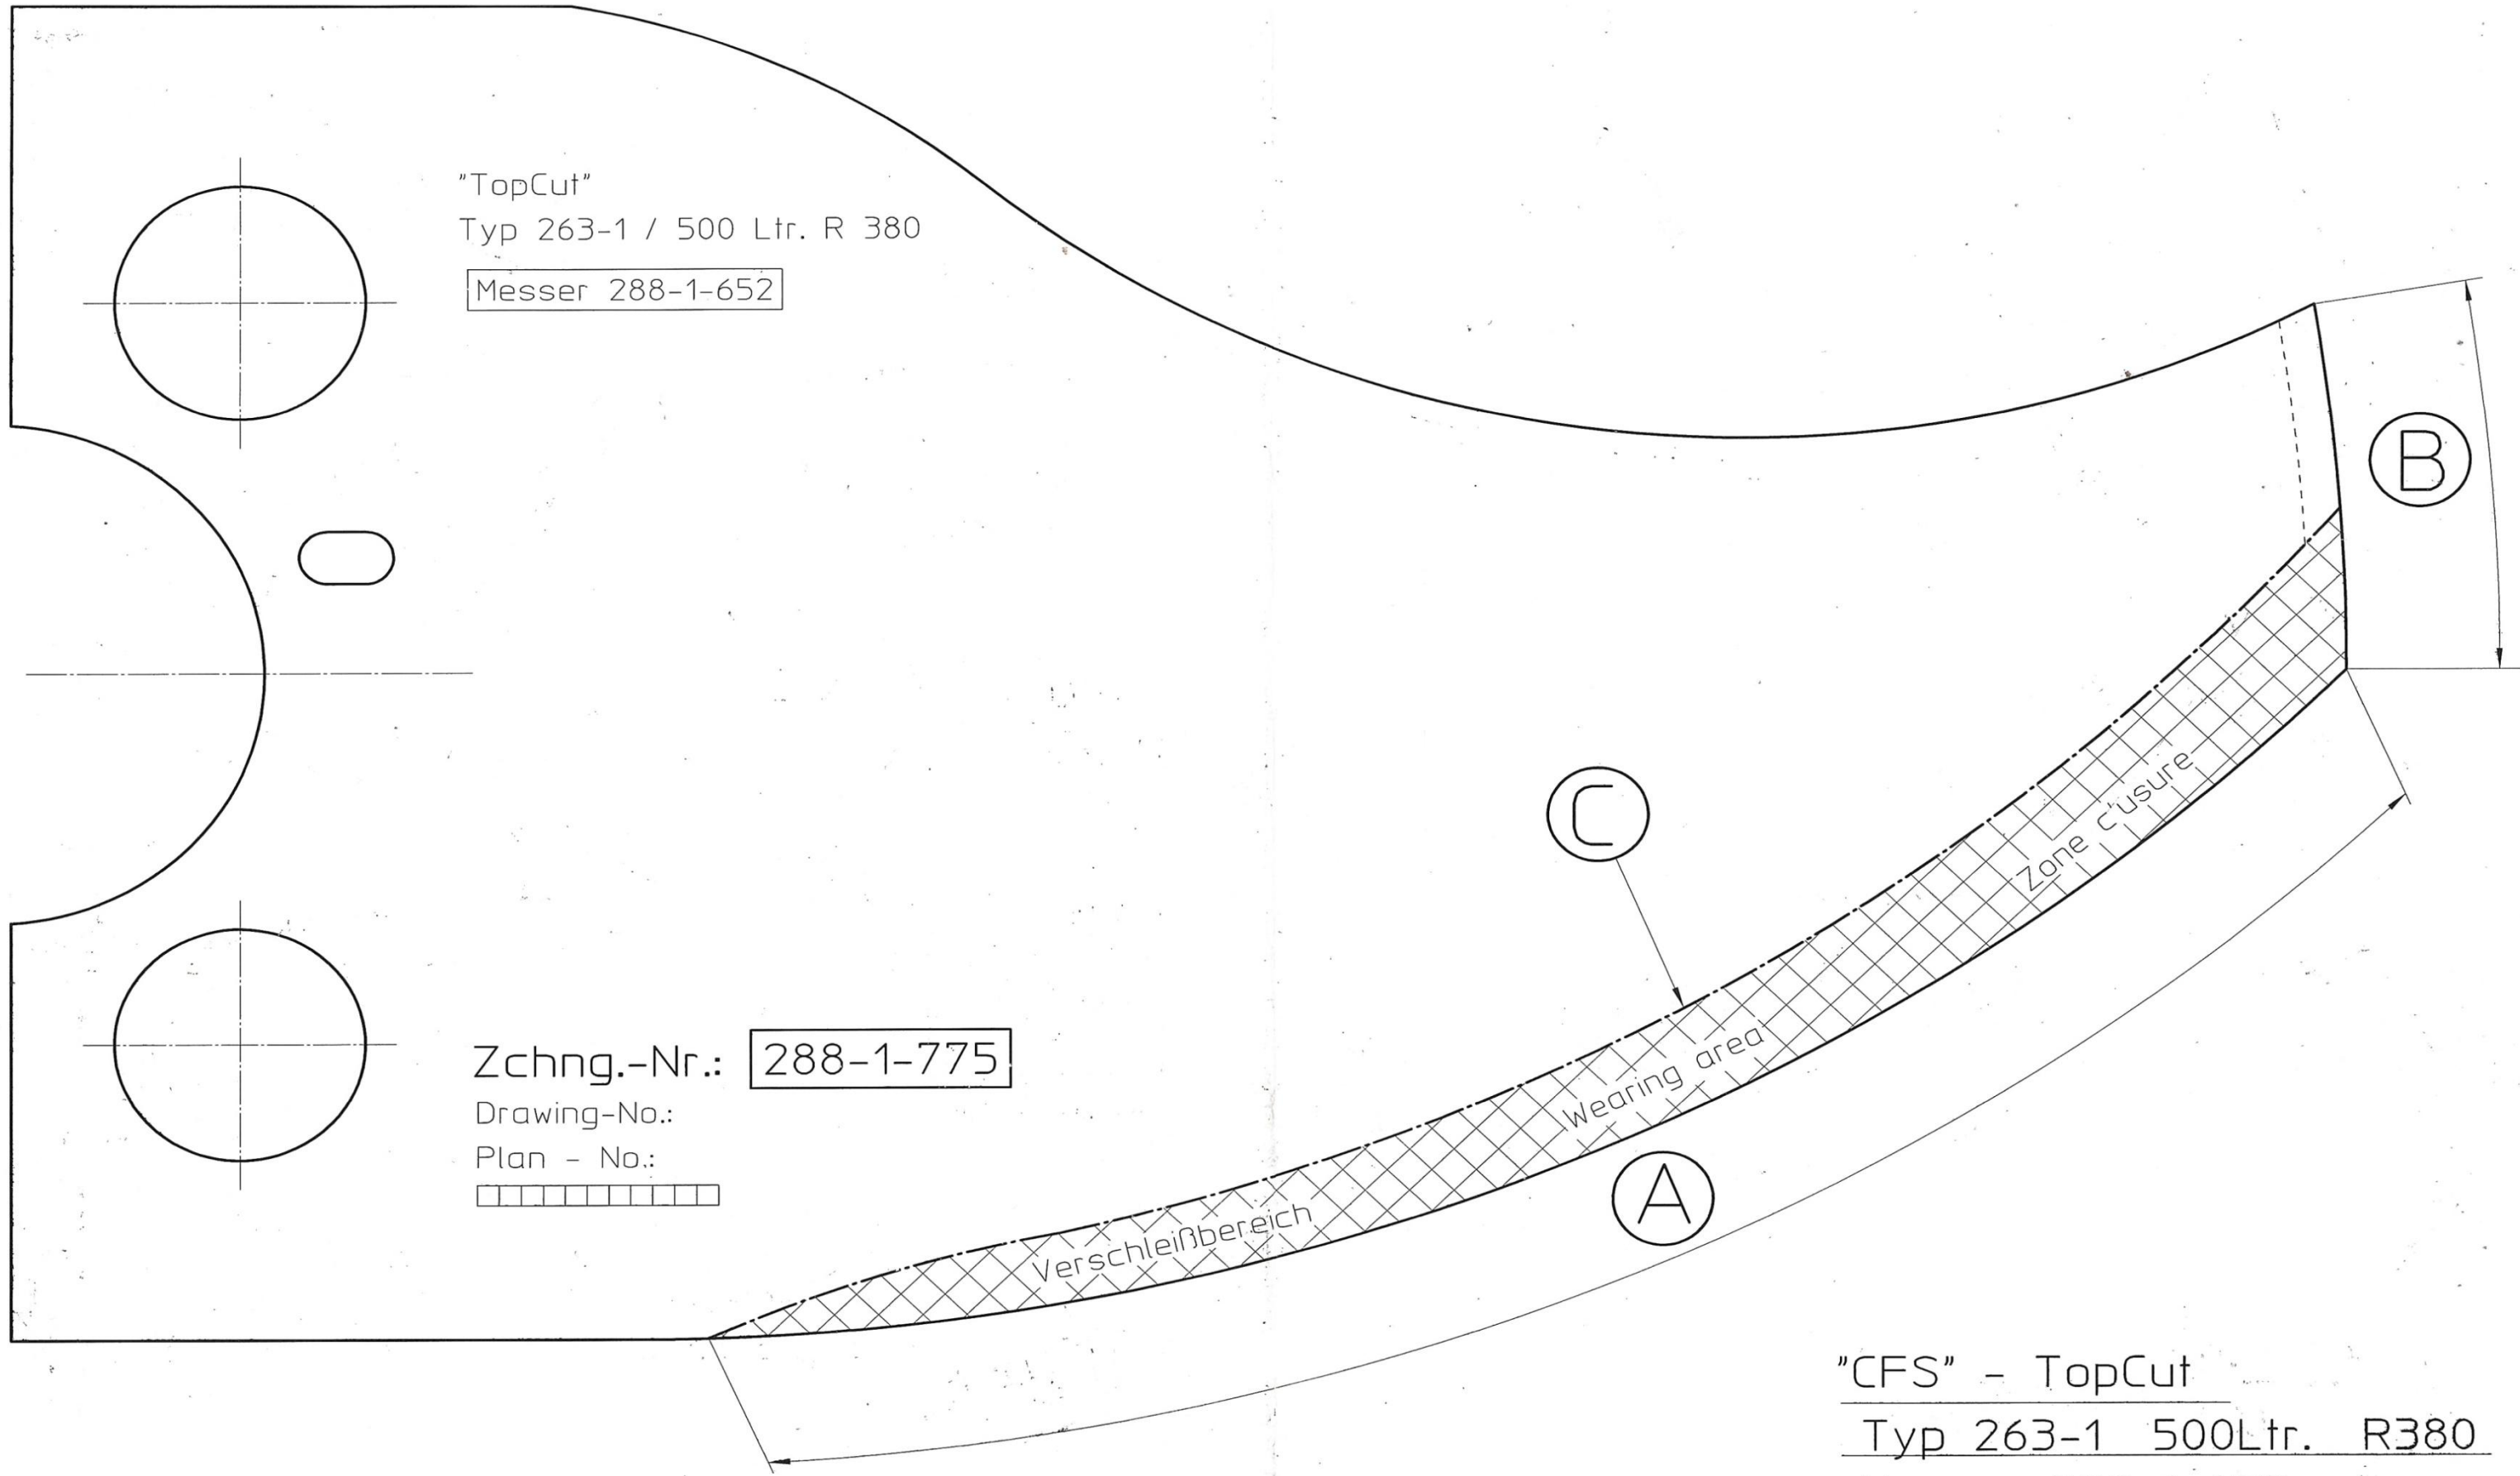 "TopCut"
Typ 263-1 / 500 Ltr. R 380
Messer 288-1-652
B
C
Zone d'usure
Wearing area
A
Verschleißbereich
Zchng.-Nr.: 288-1-775
Drawing-No.:
Plan - No.:
"CFS" - TopCut
Typ 263-1 500Ltr. R380